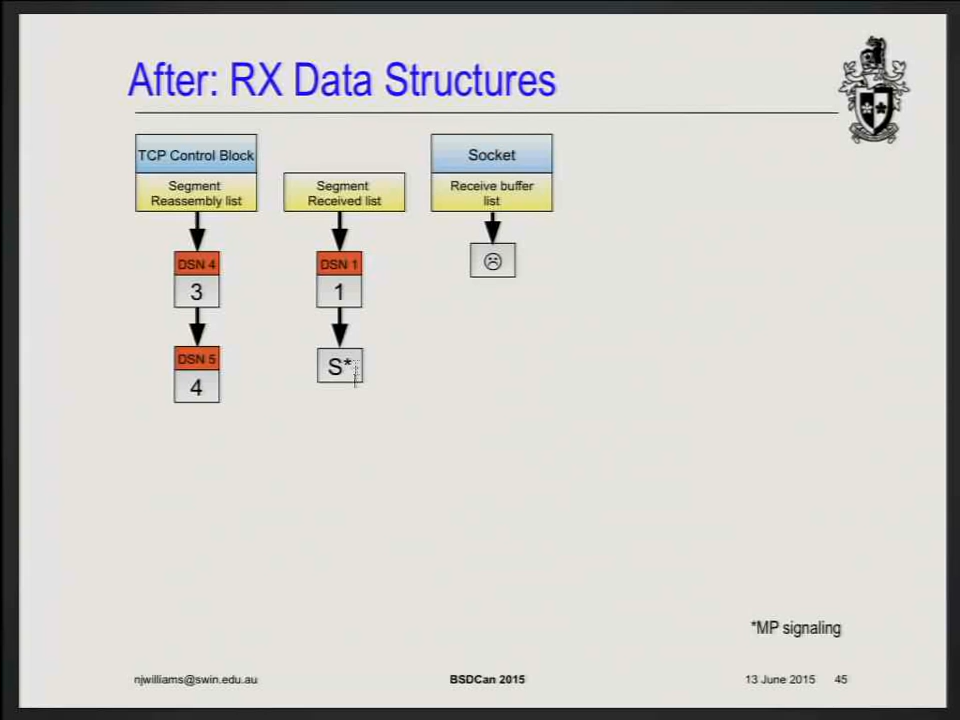 After: RX Data Structures
TCP Control Block
Segment
Reassembly list
Segment
Received list
Socket
Receive buffer
list
DSN 4
3
DSN 5
4
DSN 1
1
S*
☹
*MP signaling
njwilliams@swin.edu.au
BSDCan 2015
13 June 2015
45